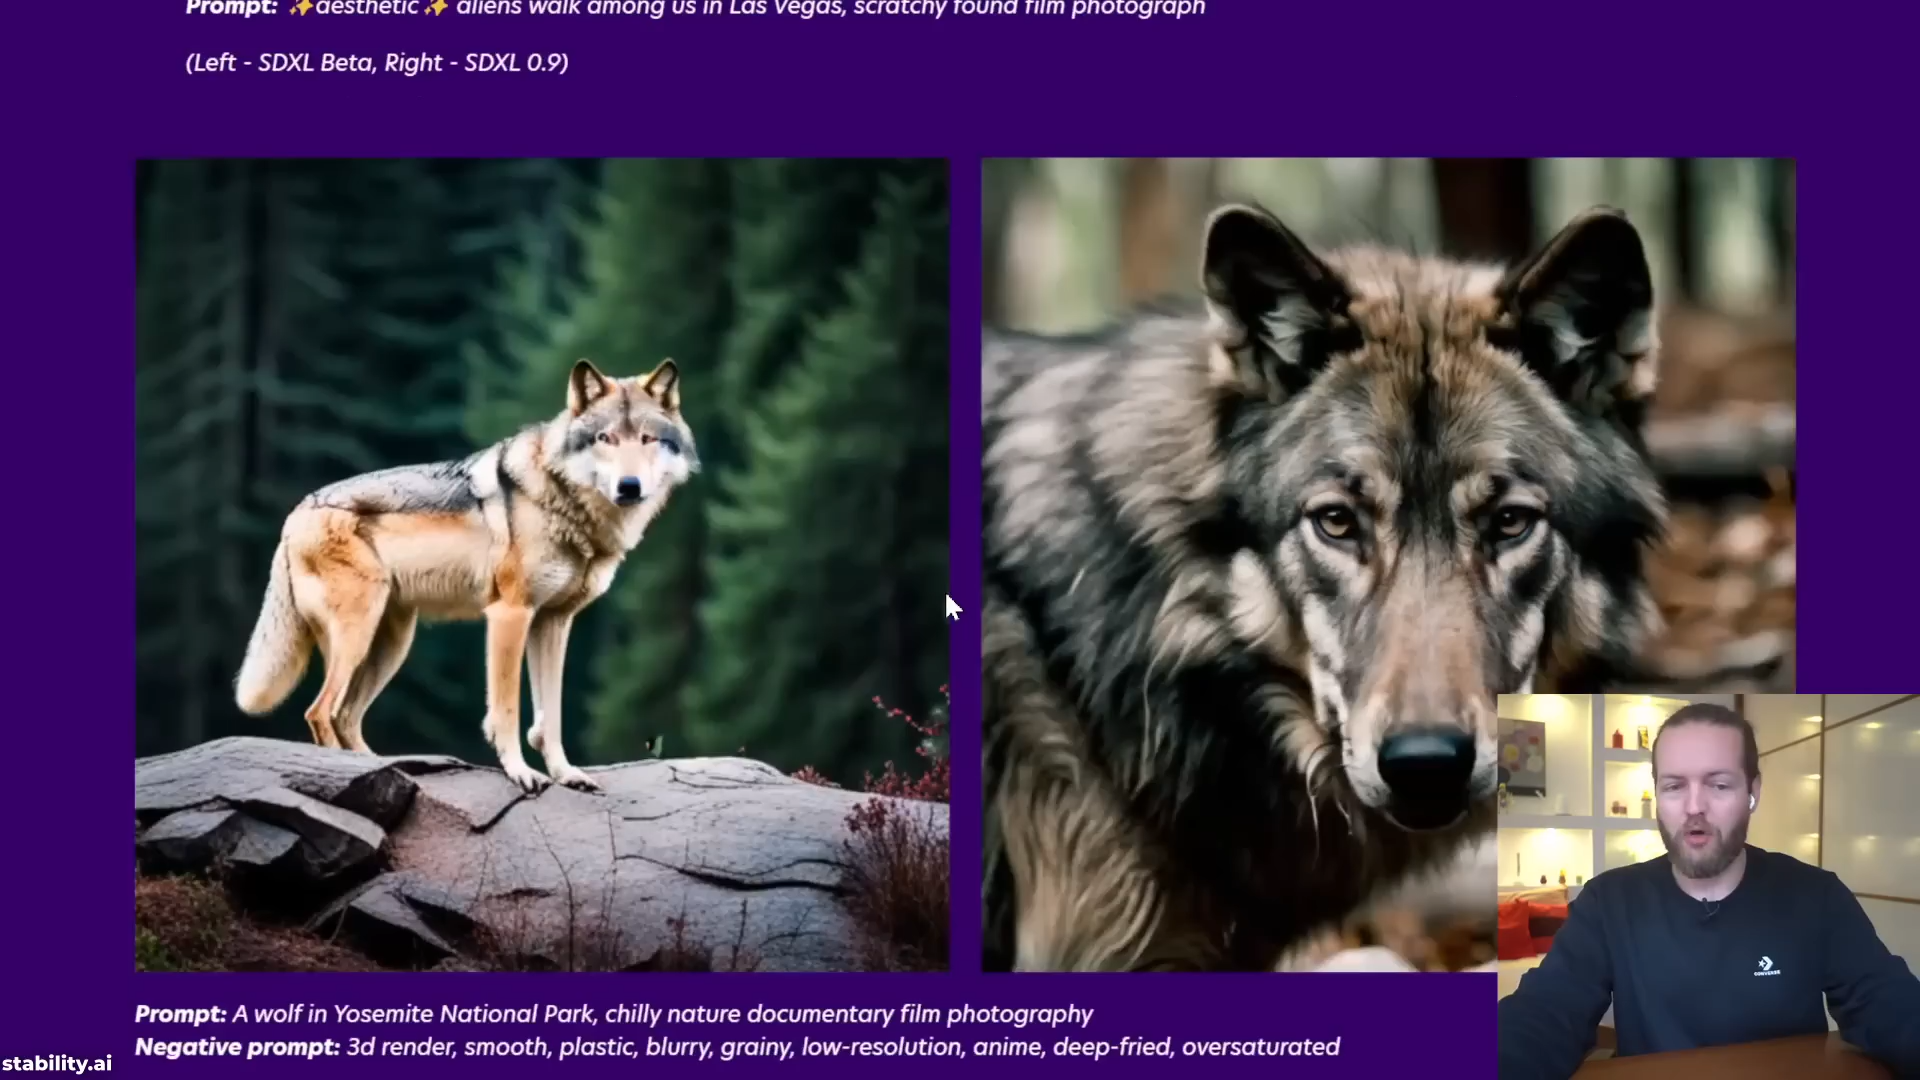 Prompt: ✨aesthetic✨ aliens walk among us in Las Vegas, scratchy found film photograph
(Left - SDXL Beta, Right - SDXL 0.9)
Prompt: A wolf in Yosemite National Park, chilly nature documentary film photography
Negative prompt: 3d render, smooth, plastic, blurry, grainy, low-resolution, anime, deep-fried, oversaturated
stability.ai
CONVERSE